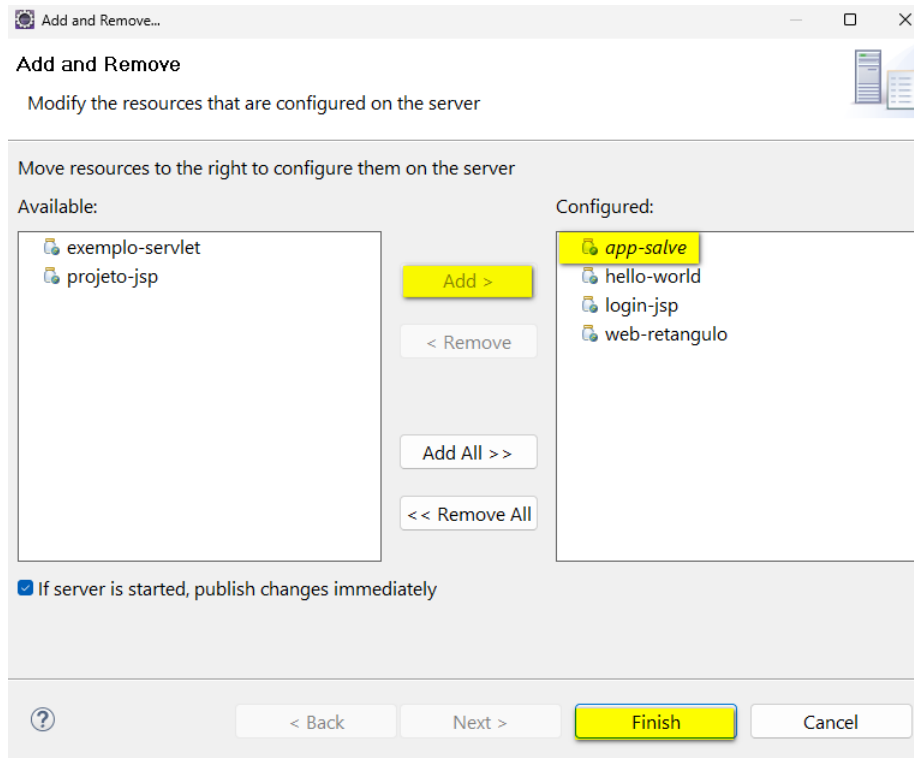 Add and Remove...
Add and Remove
Modify the resources that are configured on the server
Move resources to the right to configure them on the server
Available:
exemplo-servlet
projeto-jsp
Add >
< Remove
Add All >>
<< Remove All
Configured:
app-salve
hello-world
login-jsp
web-retangulo
If server is started, publish changes immediately
?
< Back
Next >
Finish
Cancel